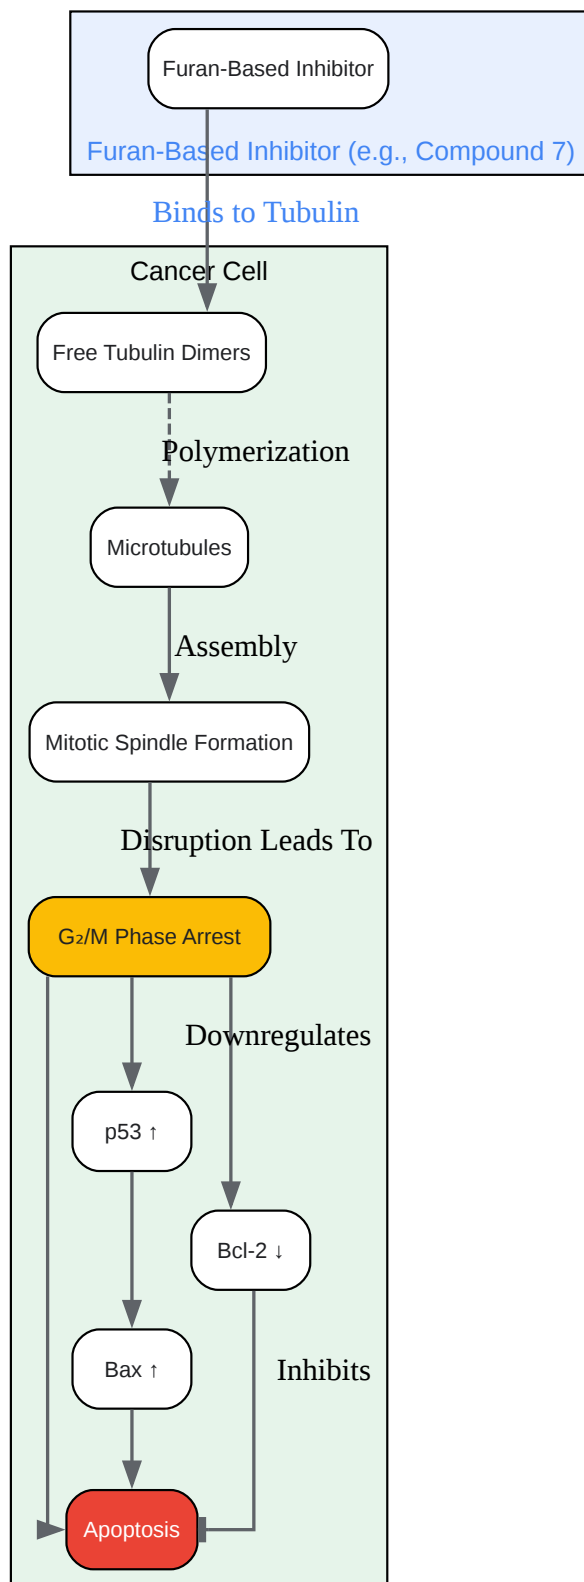 Furan-Based Inhibitor
Furan-Based Inhibitor (e.g., Compound 7)
Binds to Tubulin
Cancer Cell
Free Tubulin Dimers
Polymerization
Microtubules
Assembly
Mitotic Spindle Formation
Disruption Leads To
G₂/M Phase Arrest
Downregulates
p53 ↑
Bcl-2 ↓
Bax ↑
Inhibits
Apoptosis